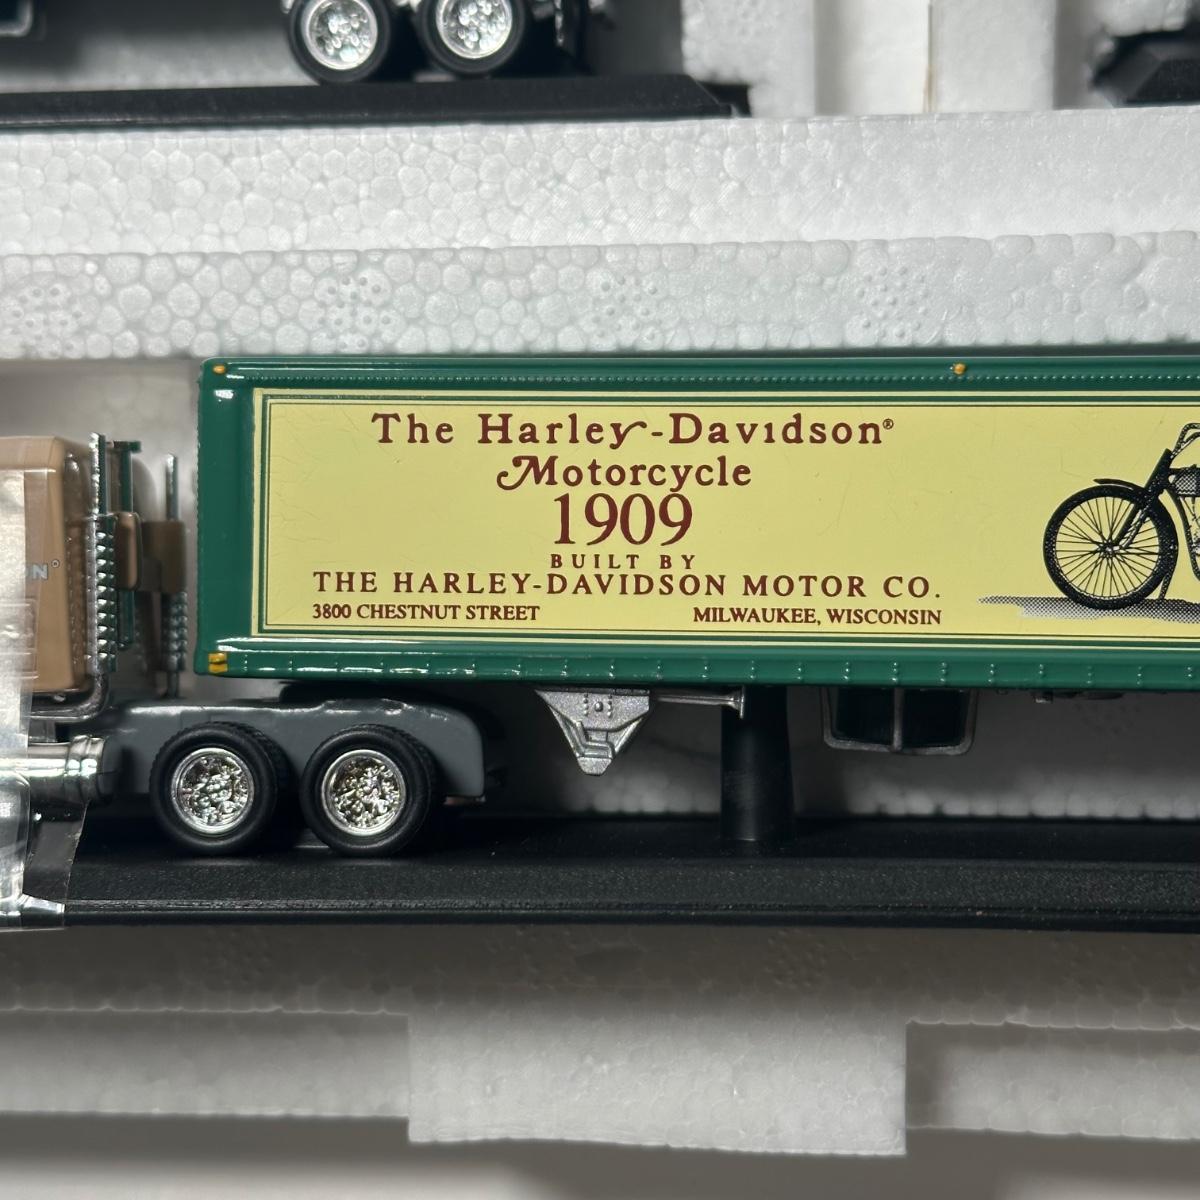 The Harley-Davidson®
Motorcycle
1909
BUILT BY
THE HARLEY-DAVIDSON MOTOR CO.
3800 CHESTNUT STREET MILWAUKEE, WISCONSIN
N®